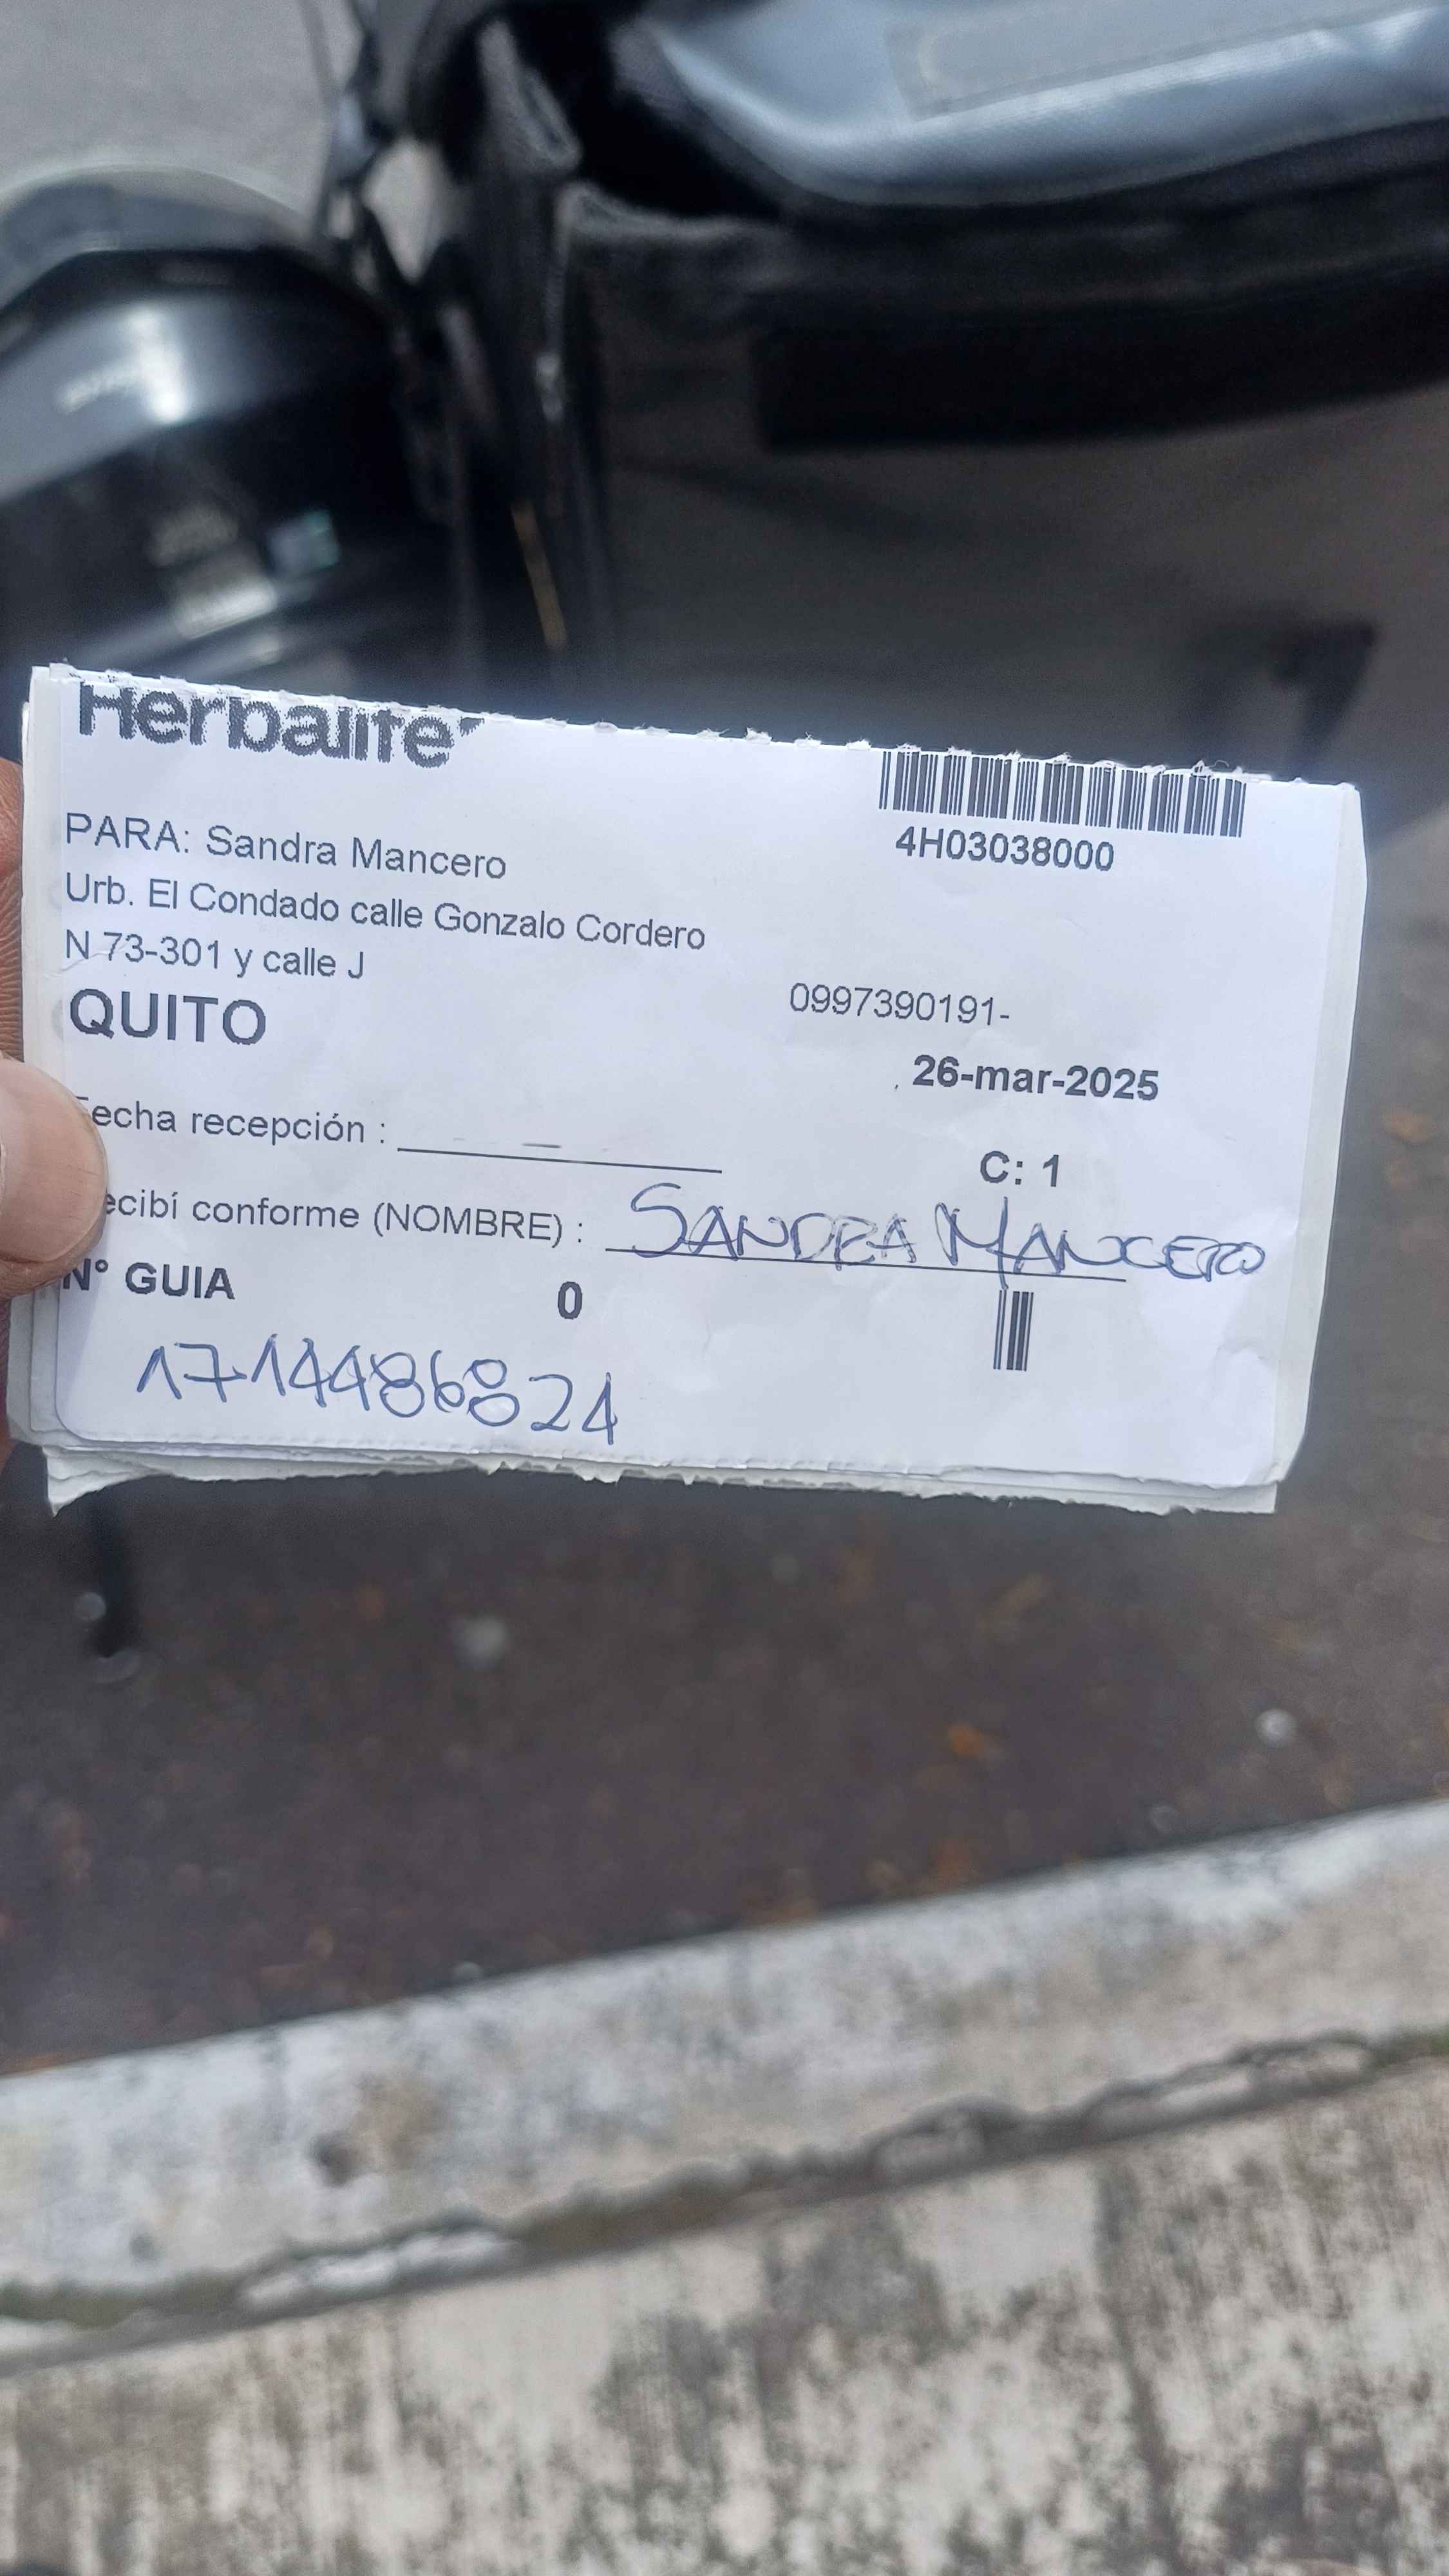 Herbalife
4H03038000
PARA: Sandra Mancero
Urb. El Condado calle Gonzalo Cordero
N 73-301 y calle J
0997390191-
QUITO
26-mar-2025
Fecha recepción :
C: 1
ecibí conforme (NOMBRE) : SANDRA MANCERO
N° GUIA 0
1714486824